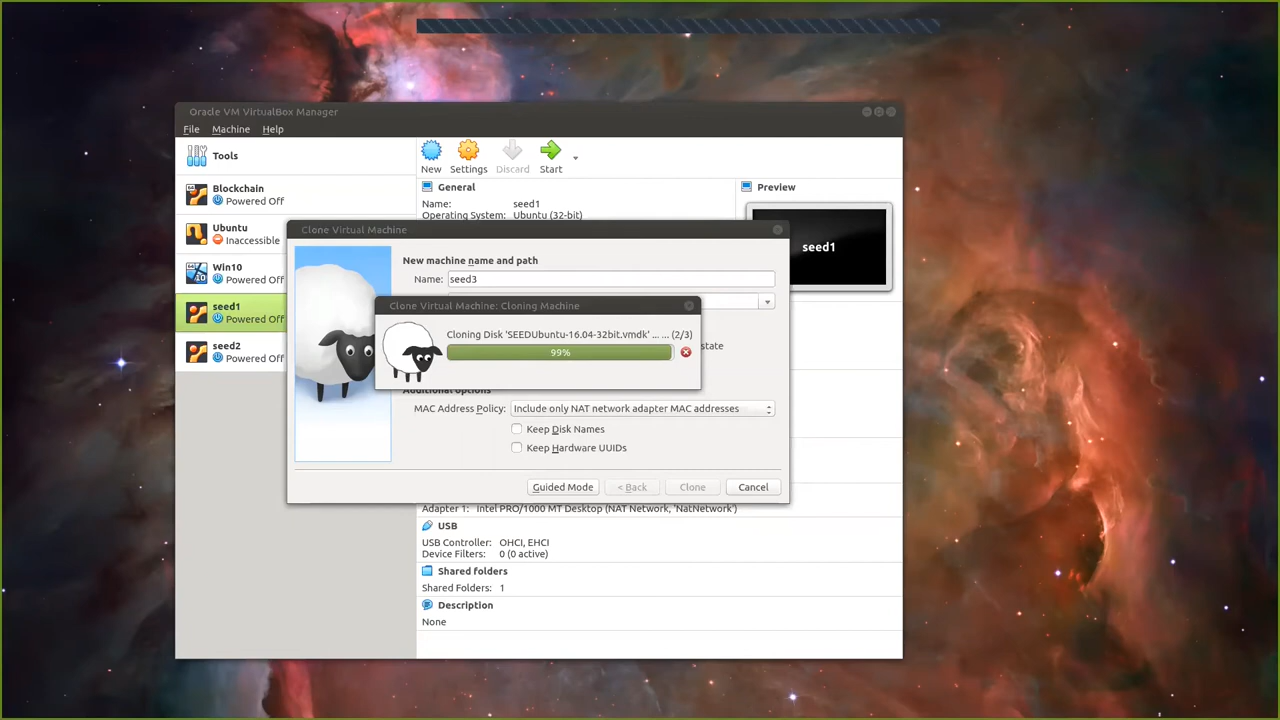 Oracle VM VirtualBox Manager
File Machine Help
Tools
New Settings Discard Start
Blockchain
Powered Off
Ubuntu
Inaccessible
Win10
Powered Off
seed1
Powered Off
seed2
Powered Off
General
Name: seed1
Operating System: Ubuntu (32-bit)
Preview
seed1
Clone Virtual Machine
New machine name and path
Name: seed3
Clone Virtual Machine: Cloning Machine
Cloning Disk 'SEEDUbuntu-16.04-32bit.vmdk' ... ... (2/3)
99%
state
Additional options
MAC Address Policy: Include only NAT network adapter MAC addresses
Keep Disk Names
Keep Hardware UUIDs
Guided Mode < Back Clone Cancel
Adapter 1: Intel PRO/1000 MT Desktop (NAT Network, 'NatNetwork')
USB
USB Controller: OHCI, EHCI
Device Filters: 0 (0 active)
Shared folders
Shared Folders: 1
Description
None